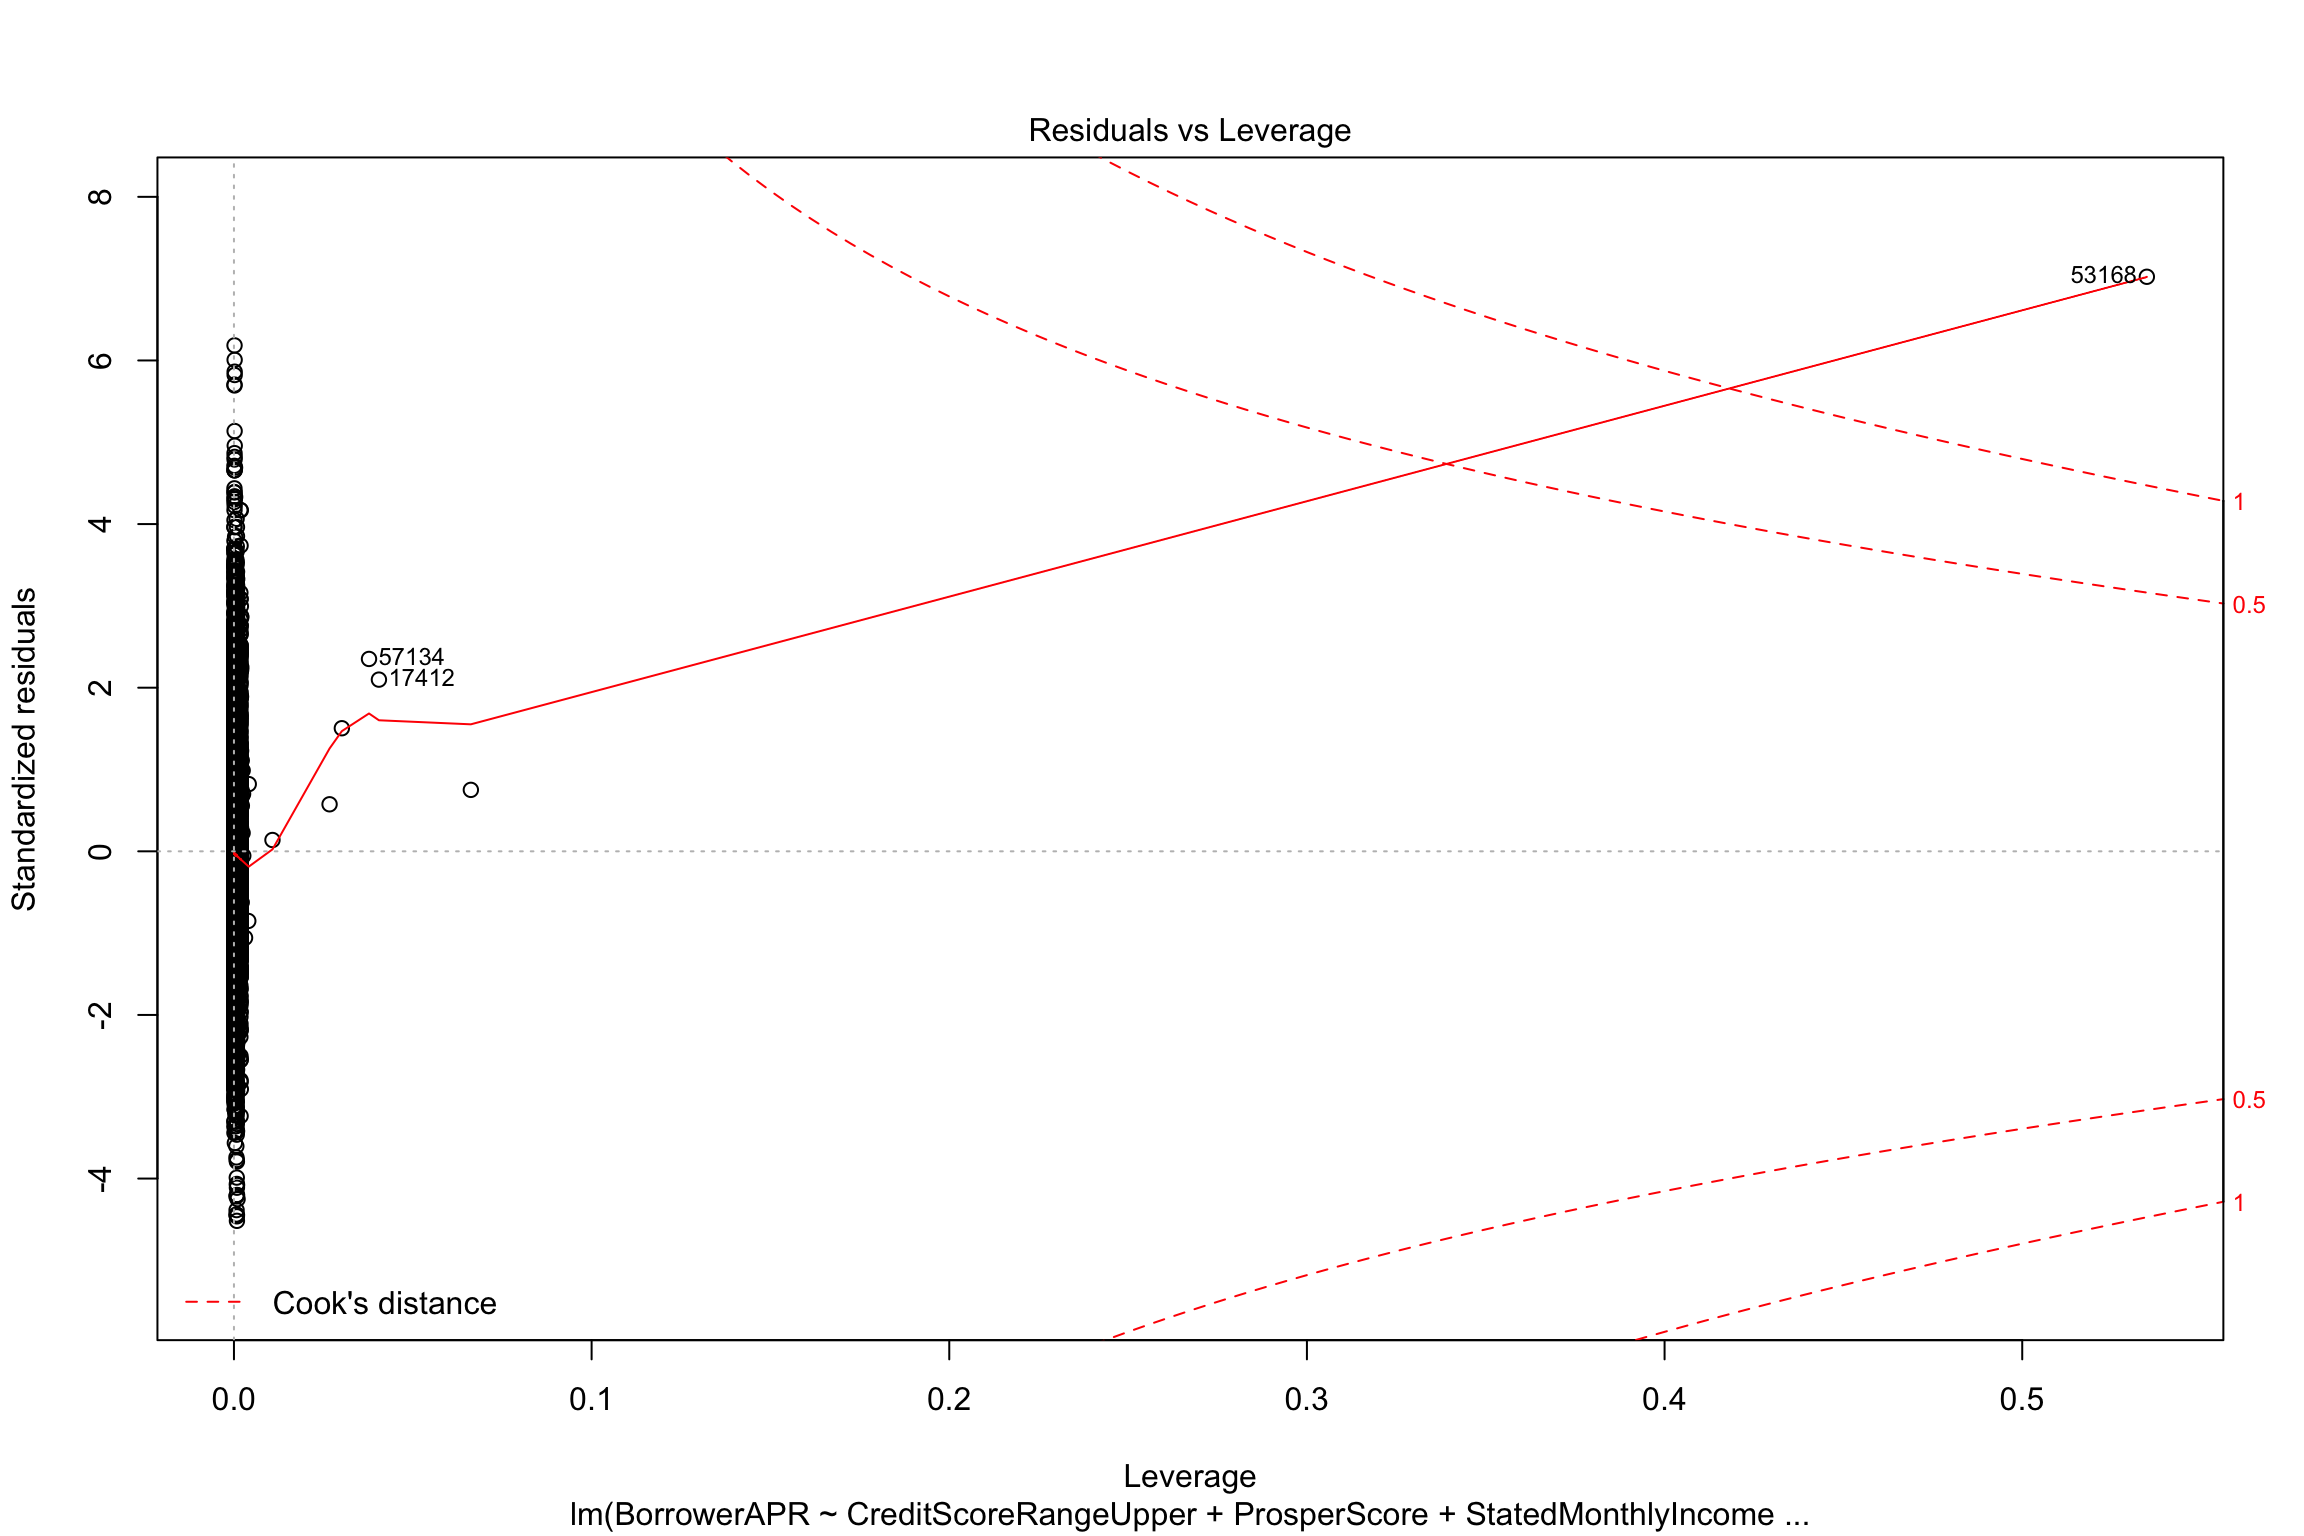 Residuals vs Leverage
8
6
4
2
0
-2
-4
Standardized residuals
53168
57134
17412
1
0.5
0.5
1
Cook's distance
0.0 0.1 0.2 0.3 0.4 0.5
Leverage
lm(BorrowerAPR ~ CreditScoreRangeUpper + ProsperScore + StatedMonthlyIncome ...